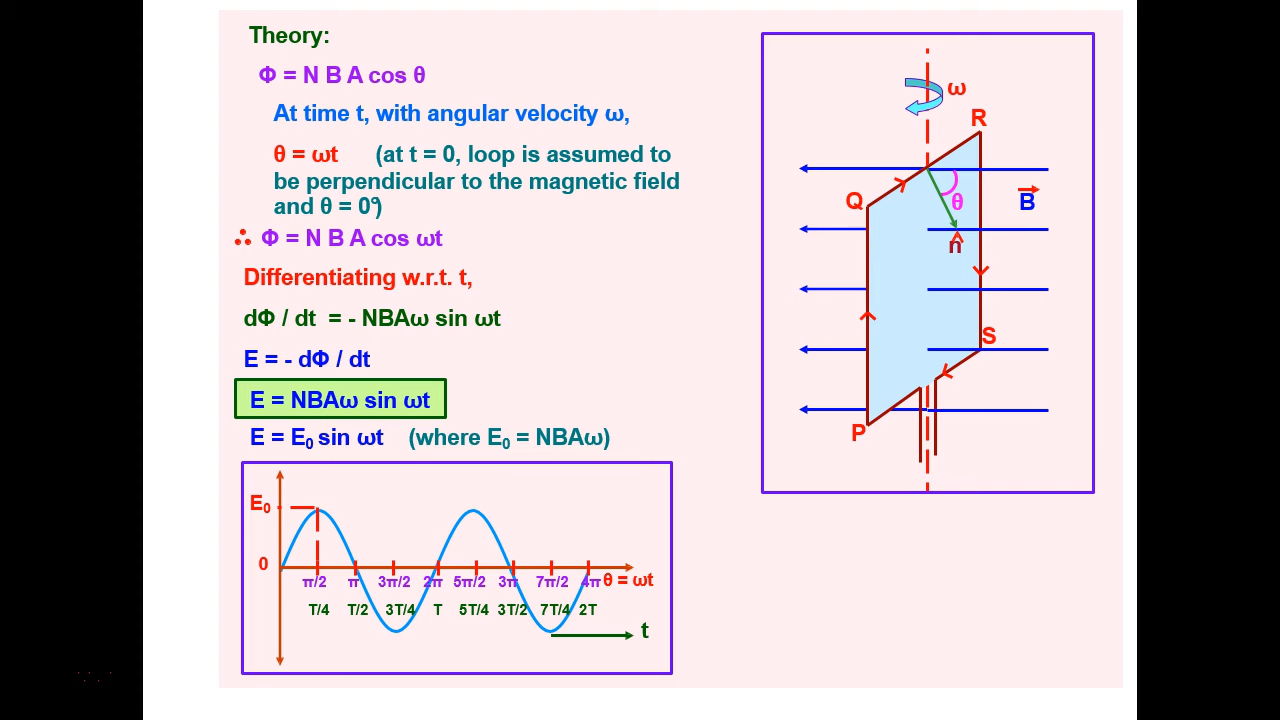 Theory:
Φ = N B A cos θ
At time t, with angular velocity ω,
θ = ωt (at t = 0, loop is assumed to
be perpendicular to the magnetic field
and θ = 0°)
∴ Φ = N B A cos ωt
Differentiating w.r.t. t,
dΦ / dt = - NBAω sin ωt
E = - dΦ / dt
E = NBAω sin ωt
E = E₀ sin ωt (where E₀ = NBAω)
E₀
0
π/2 π 3π/2 2π 5π/2 3π 7π/2 4π θ = ωt
T/4 T/2 3T/4 T 5T/4 3T/2 7T/4 2T
t
ω
R
Q θ B⃗
n̂
S
P